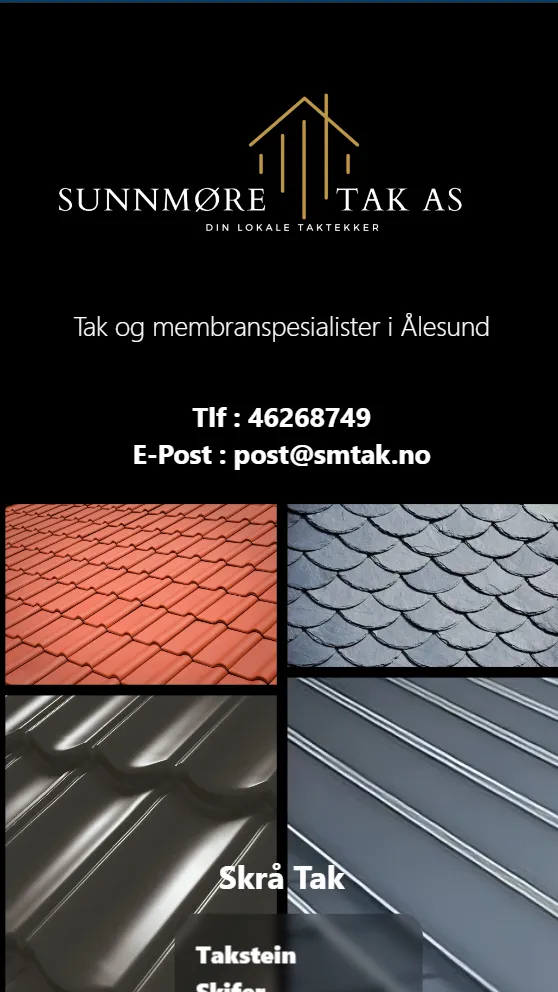 SUNNMØRE TAK AS
DIN LOKALE TAKTEKKER
Tak og membranspesialister i Ålesund
Tlf : 46268749
E-Post : post@smtak.no
Skrå Tak
Takstein
Skifer